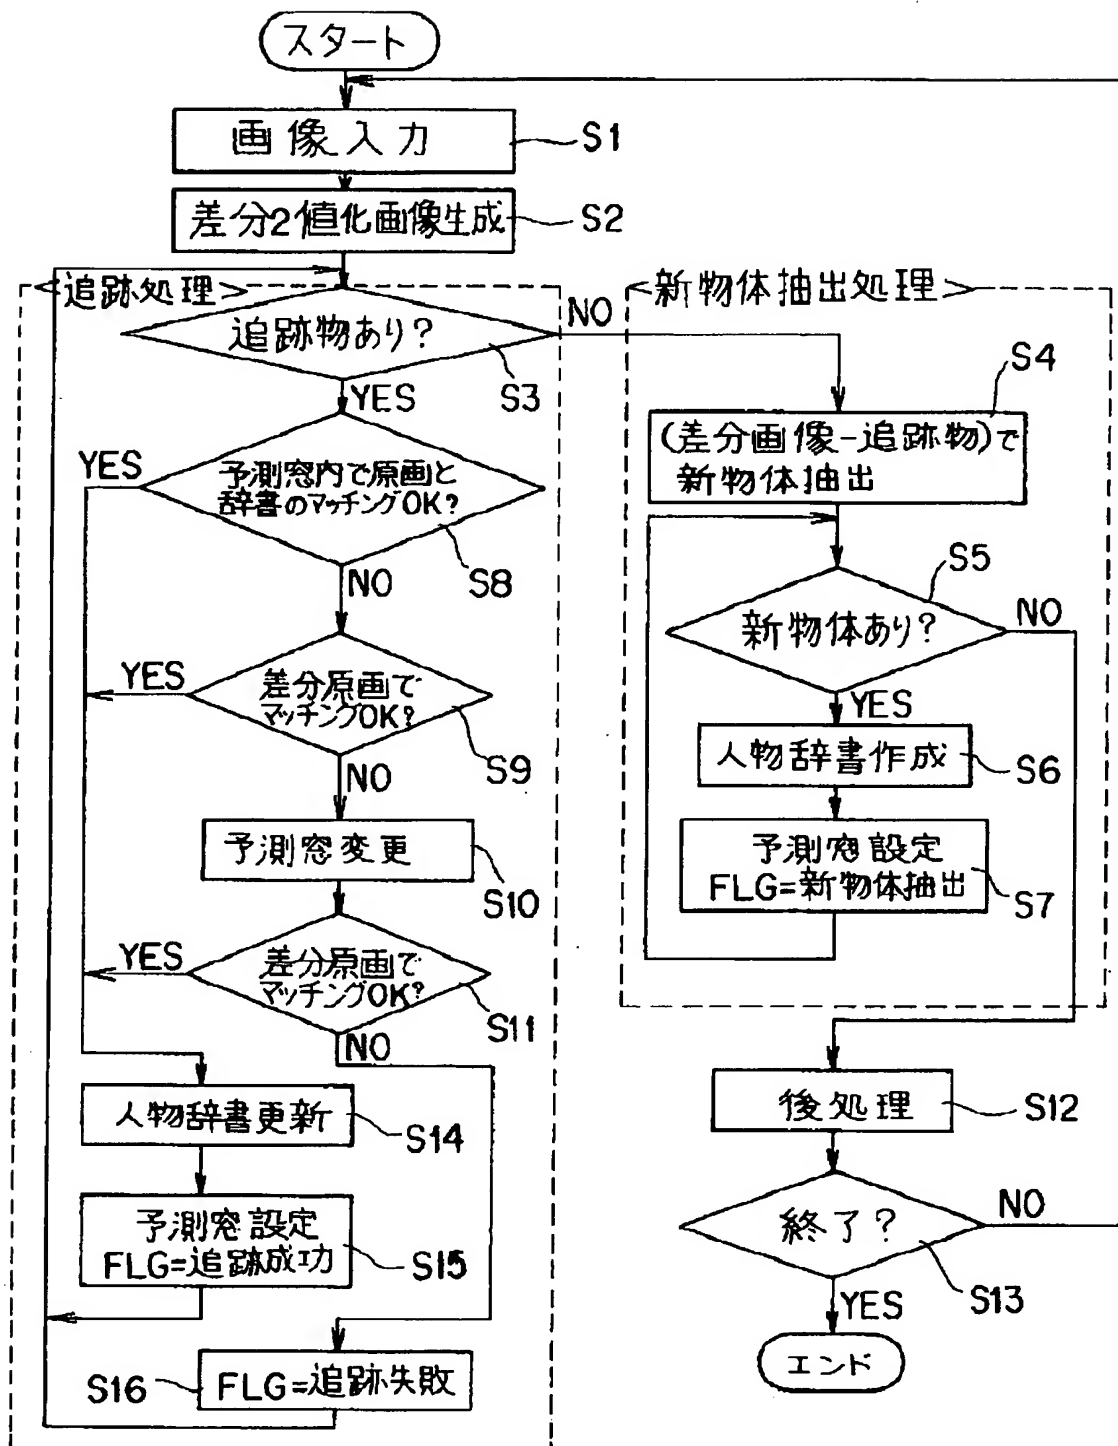 スタート
画像入力
S1
差分2値化画像生成
S2
<追跡処理>
追跡物あり?
S3
NO
YES
予測窓内で原画と
辞書のマッチングOK?
S8
YES
NO
差分原画で
マッチングOK?
S9
YES
NO
予測窓変更
S10
差分原画で
マッチングOK?
S11
YES
NO
人物辞書更新
S14
予測窓設定
FLG=追跡成功
S15
FLG=追跡失敗
S16
<新物体抽出処理>
S4
(差分画像-追跡物)で
新物体抽出
S5
新物体あり?
NO
YES
人物辞書作成
S6
予測窓設定
FLG=新物体抽出
S7
後処理
S12
終了?
S13
NO
YES
エンド